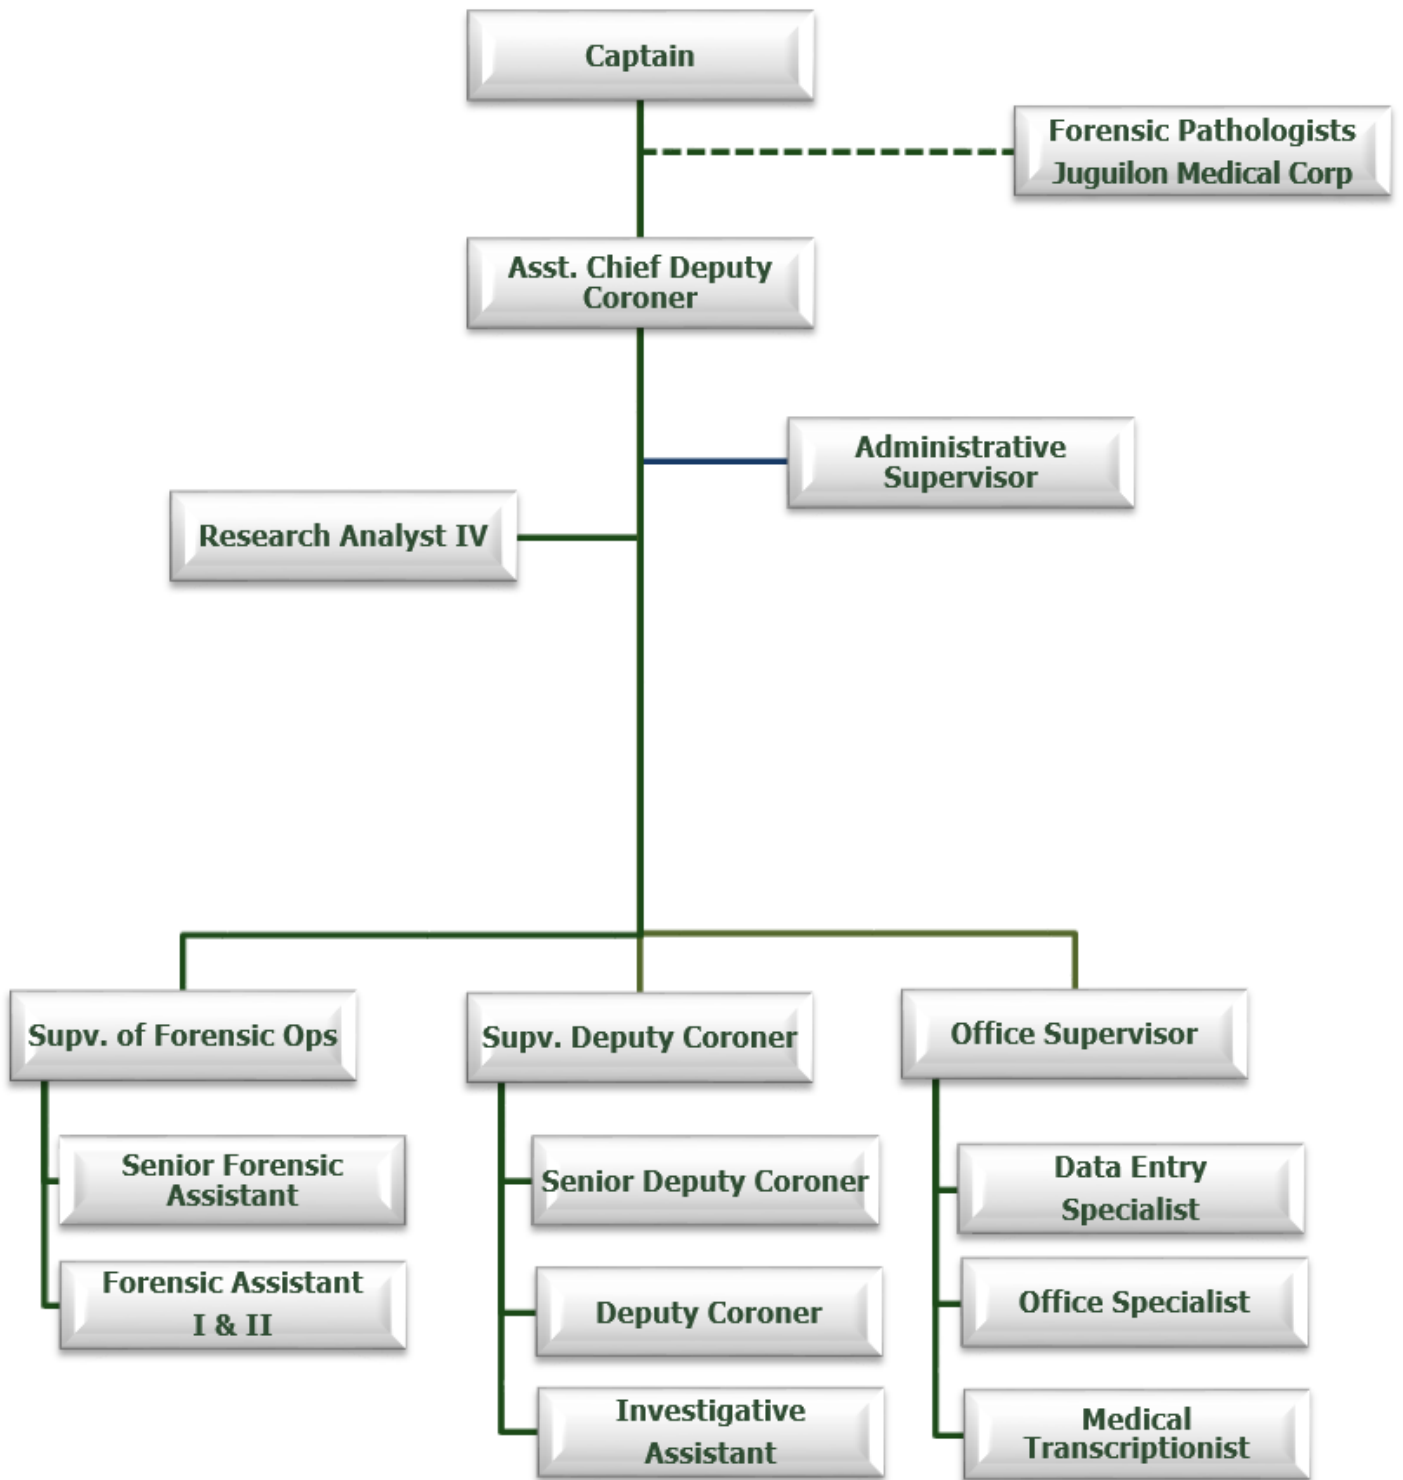 Captain
Forensic Pathologists
Juguilon Medical Corp
Asst. Chief Deputy
Coroner
Administrative
Supervisor
Research Analyst IV
Supv. of Forensic Ops
Supv. Deputy Coroner
Office Supervisor
Senior Forensic
Assistant
Forensic Assistant
I & II
Senior Deputy Coroner
Deputy Coroner
Investigative
Assistant
Data Entry
Specialist
Office Specialist
Medical
Transcriptionist